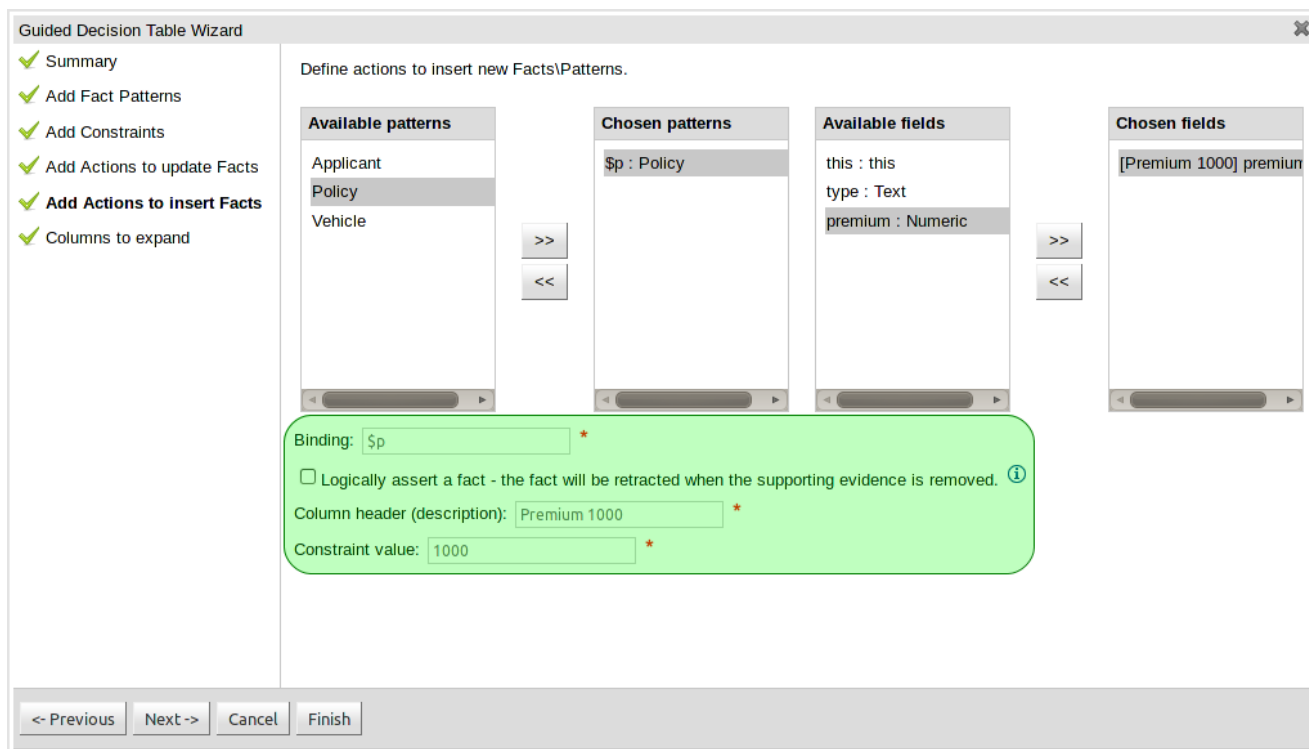 Guided Decision Table Wizard
Summary
Add Fact Patterns
Add Constraints
Add Actions to update Facts
Add Actions to insert Facts
Columns to expand
Define actions to insert new Facts\Patterns.
Available patterns
Applicant
Policy
Vehicle
>>
<<
Chosen patterns
$p : Policy
Available fields
this : this
type : Text
premium : Numeric
>>
<<
Chosen fields
[Premium 1000] premium
Binding: $p *
Logically assert a fact - the fact will be retracted when the supporting evidence is removed.
Column header (description): Premium 1000 *
Constraint value: 1000 *
<- Previous Next -> Cancel Finish